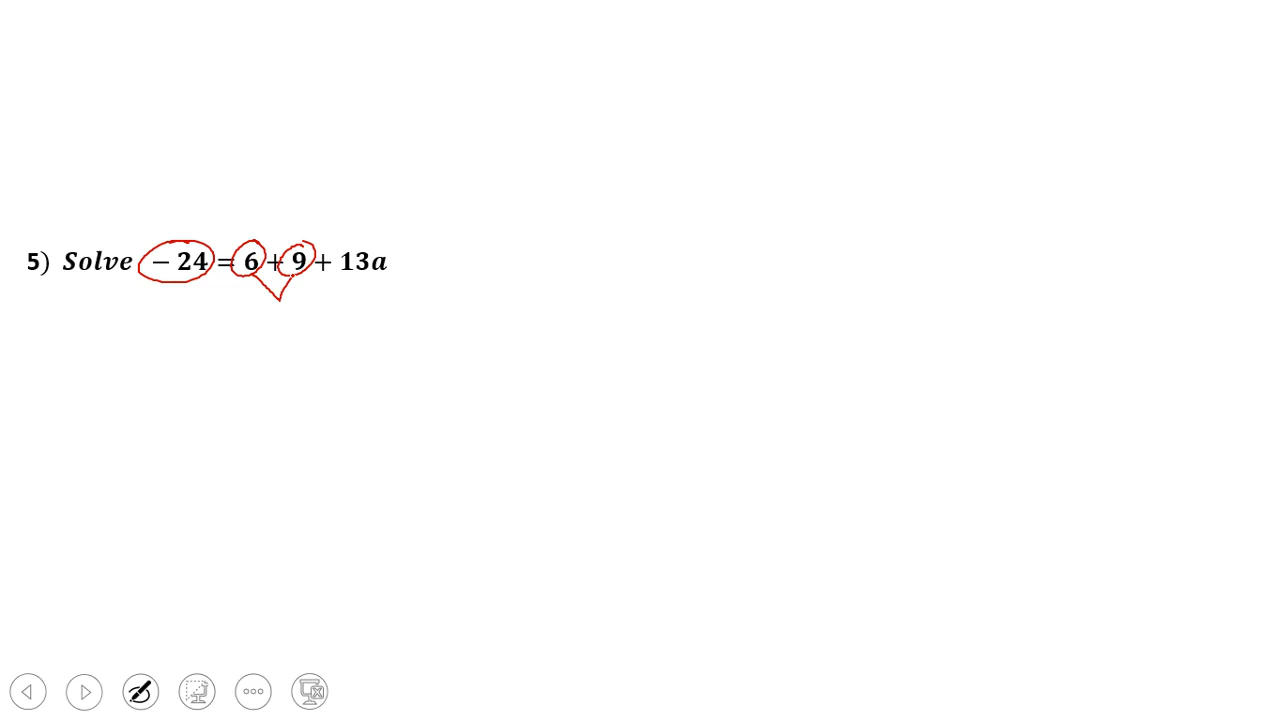 5) Solve − 24 = 6 + 9 + 13a